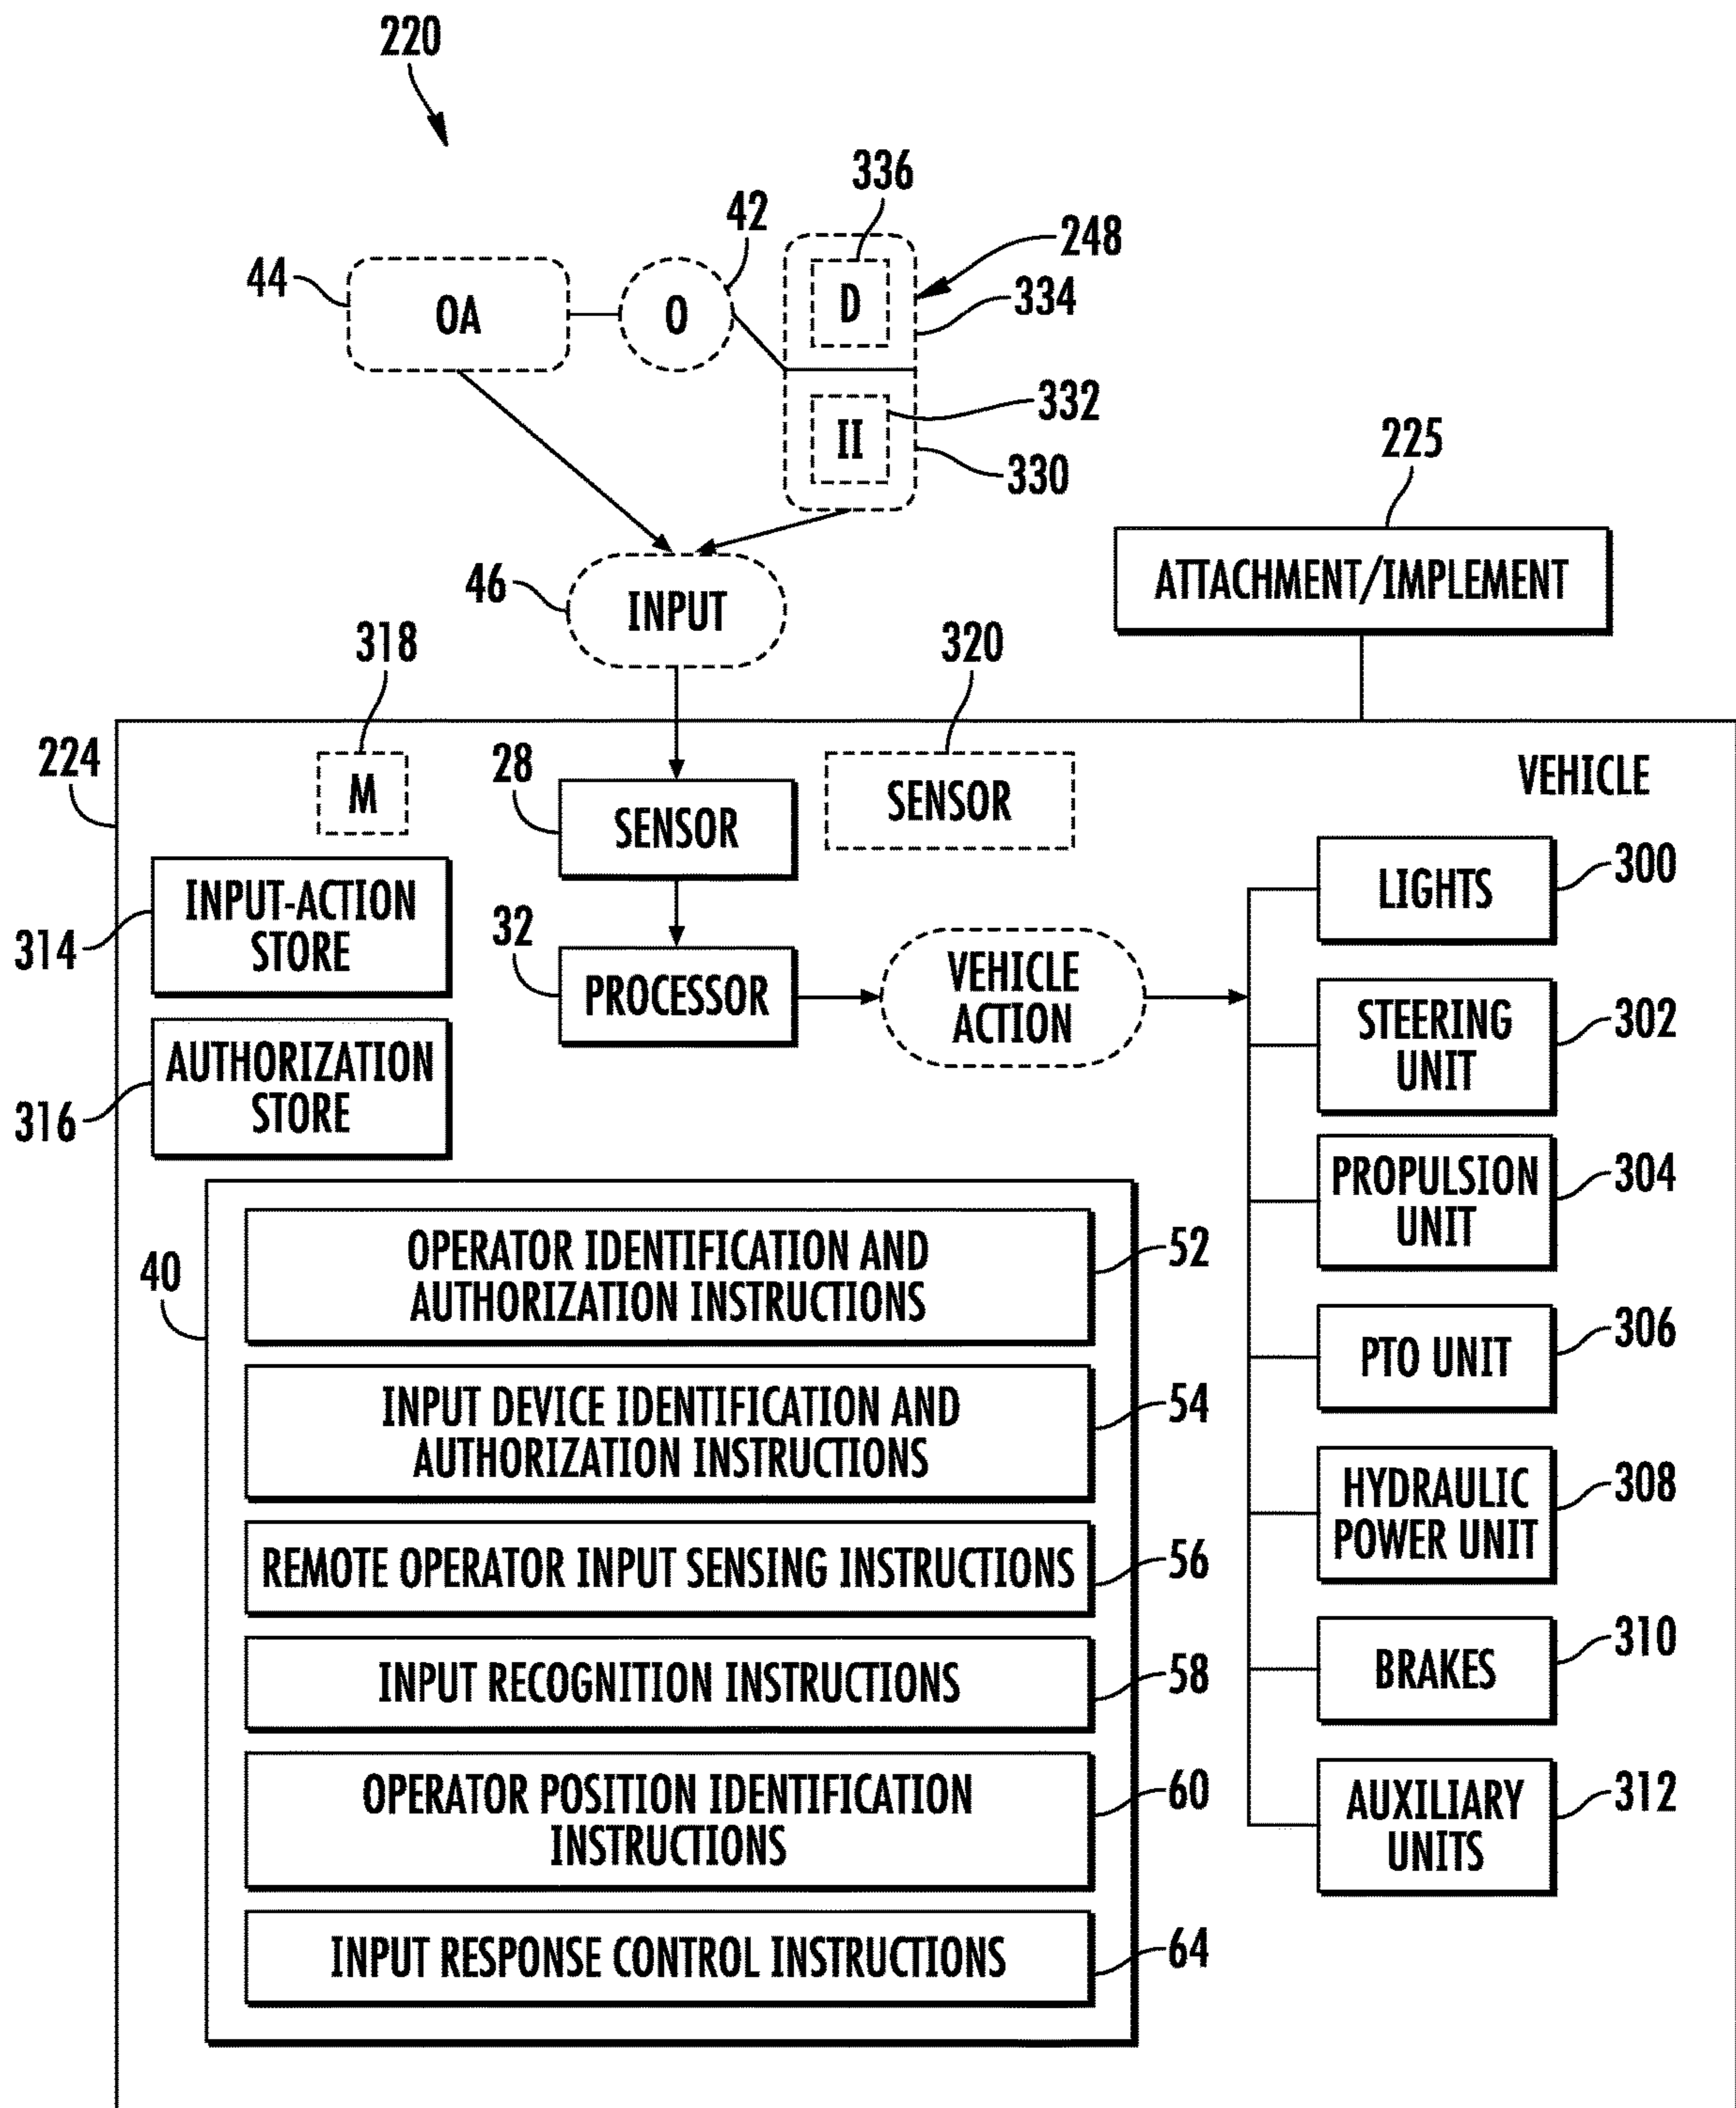 220
336
42
248
44
OA
O
D
334
332
II
330
225
ATTACHMENT/IMPLEMENT
46
INPUT
318
320
224
M
28
SENSOR
SENSOR
VEHICLE
300
LIGHTS
INPUT-ACTION
STORE
314
32
PROCESSOR
VEHICLE
ACTION
302
STEERING
UNIT
AUTHORIZATION
STORE
316
304
PROPULSION
UNIT
40
OPERATOR IDENTIFICATION AND
AUTHORIZATION INSTRUCTIONS
52
306
PTO UNIT
INPUT DEVICE IDENTIFICATION AND
AUTHORIZATION INSTRUCTIONS
54
308
HYDRAULIC
POWER UNIT
REMOTE OPERATOR INPUT SENSING INSTRUCTIONS
56
310
BRAKES
INPUT RECOGNITION INSTRUCTIONS
58
OPERATOR POSITION IDENTIFICATION
INSTRUCTIONS
60
312
AUXILIARY
UNITS
INPUT RESPONSE CONTROL INSTRUCTIONS
64